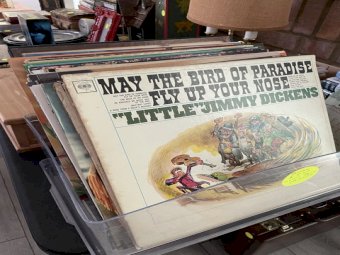 MAY THE BIRD OF PARADISE
FLY UP YOUR NOSE
"LITTLE" JIMMY DICKENS